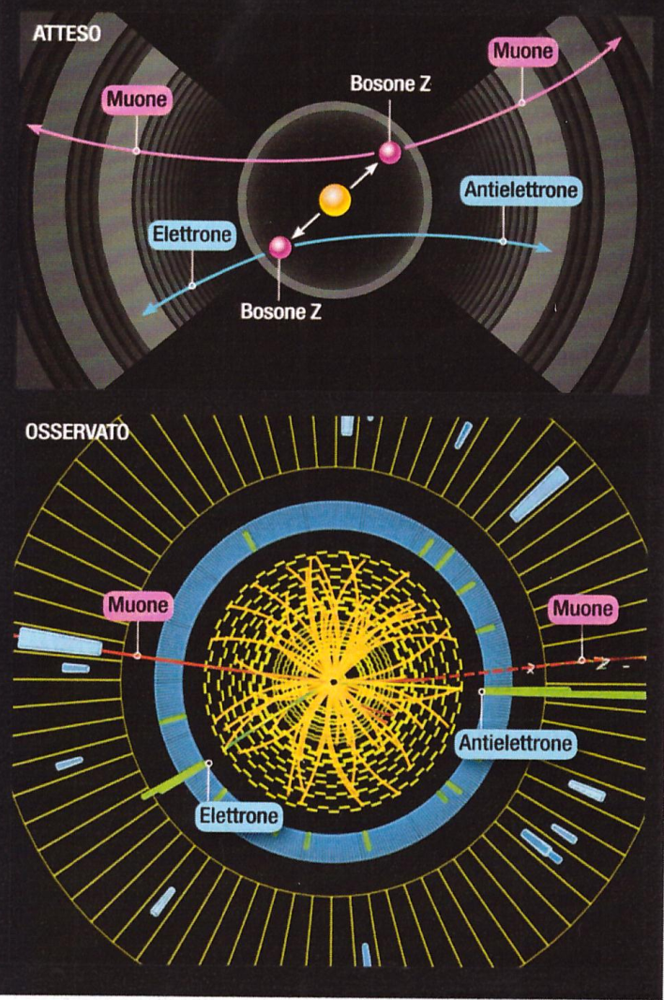 ATTESO
Muone
Bosone Z
Muone
Antielettrone
Elettrone
Bosone Z
OSSERVATO
Muone
Muone
Antielettrone
Elettrone